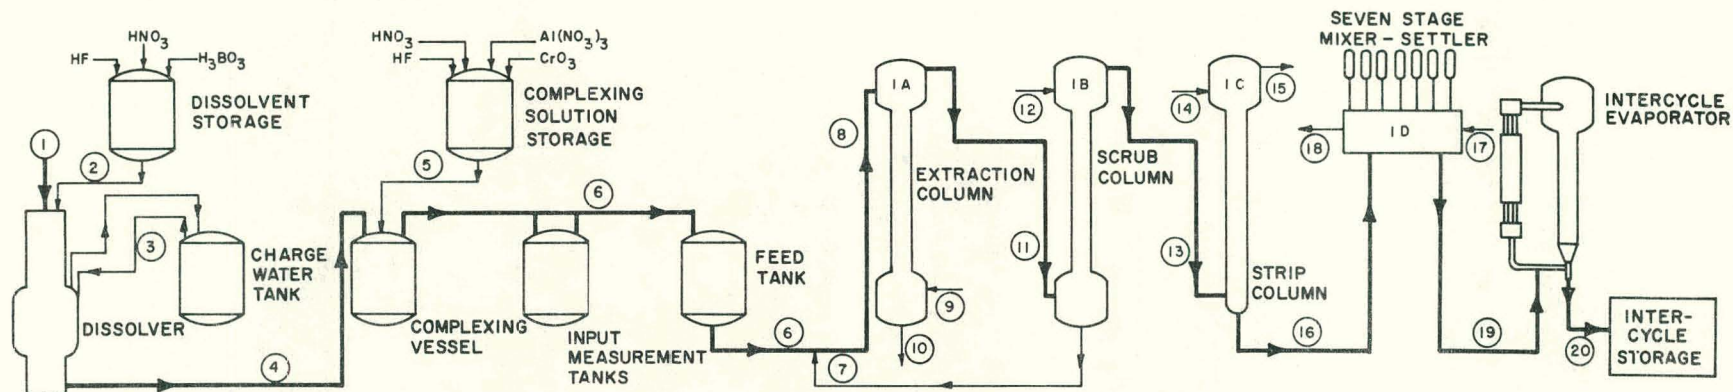 HNO₃
HF
H₃BO₃
DISSOLVENT
STORAGE
1
2
3
CHARGE
WATER
TANK
DISSOLVER
4
HNO₃
Al(NO₃)₃
HF
CrO₃
COMPLEXING
SOLUTION
STORAGE
5
6
COMPLEXING
VESSEL
INPUT
MEASUREMENT
TANKS
FEED
TANK
6
7
8
IA
EXTRACTION
COLUMN
9
10
11
12
IB
SCRUB
COLUMN
13
14
IC
15
STRIP
COLUMN
16
SEVEN STAGE
MIXER-SETTLER
ID
17
18
19
INTERCYCLE
EVAPORATOR
20
INTER-
CYCLE
STORAGE